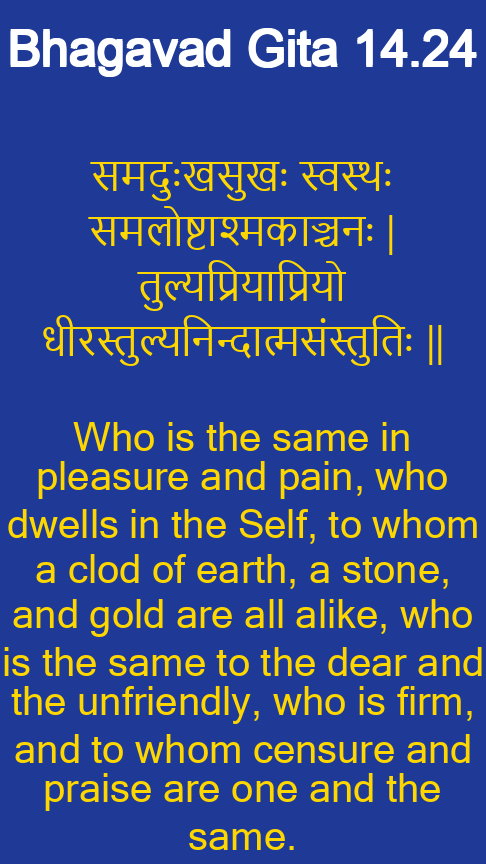 Bhagavad Gita 14.24
समदुःखसुखः स्वस्थः
समलोष्टाश्मकाञ्चनः |
तुल्यप्रियाप्रियो
धीरस्तुल्यनिन्दात्मसंस्तुतिः ||
Who is the same in
pleasure and pain, who
dwells in the Self, to whom
a clod of earth, a stone,
and gold are all alike, who
is the same to the dear and
the unfriendly, who is firm,
and to whom censure and
praise are one and the
same.